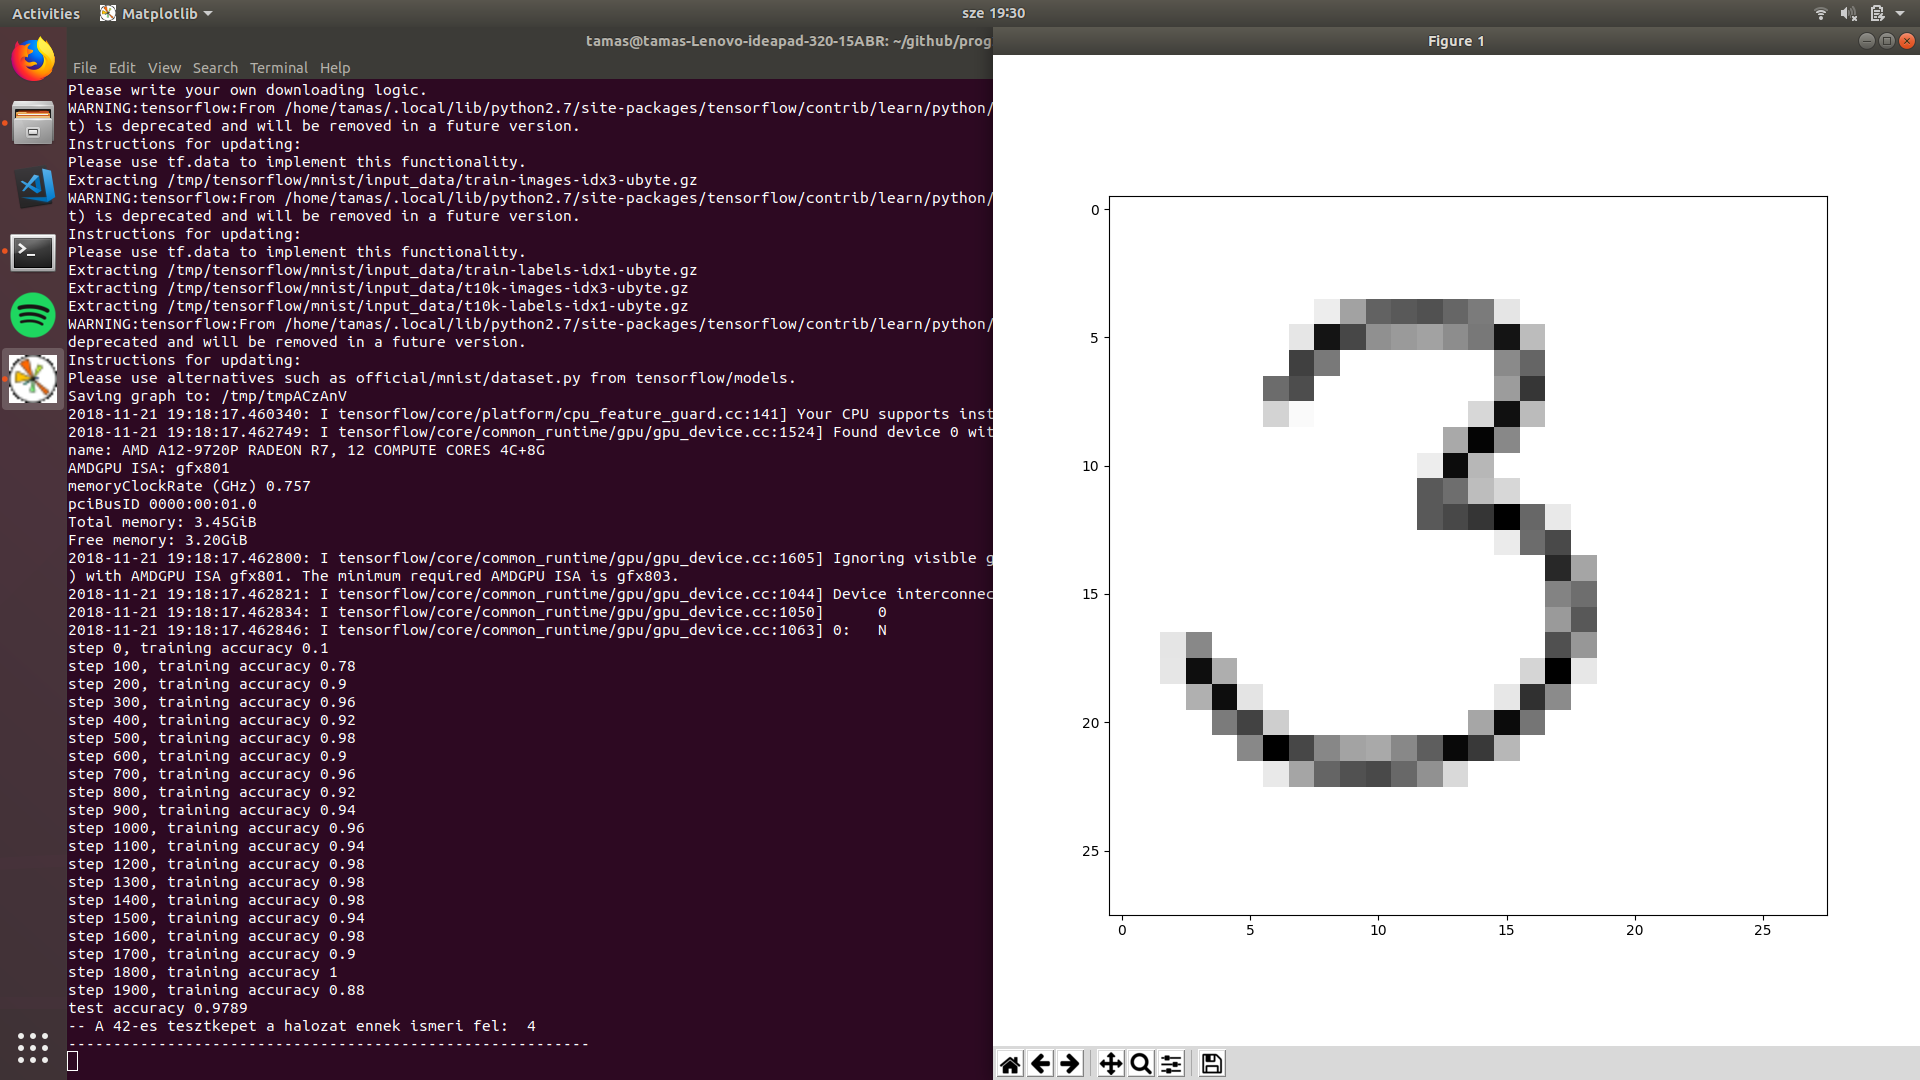 Activities Matplotlib sze 19:30
tamas@tamas-Lenovo-ideapad-320-15ABR: ~/github/prog
Figure 1
File Edit View Search Terminal Help
Please write your own downloading logic.
WARNING:tensorflow:From /home/tamas/.local/lib/python2.7/site-packages/tensorflow/contrib/learn/python/
t) is deprecated and will be removed in a future version.
Instructions for updating:
Please use tf.data to implement this functionality.
Extracting /tmp/tensorflow/mnist/input_data/train-images-idx3-ubyte.gz
WARNING:tensorflow:From /home/tamas/.local/lib/python2.7/site-packages/tensorflow/contrib/learn/python/
t) is deprecated and will be removed in a future version.
Instructions for updating:
Please use tf.data to implement this functionality.
Extracting /tmp/tensorflow/mnist/input_data/train-labels-idx1-ubyte.gz
Extracting /tmp/tensorflow/mnist/input_data/t10k-images-idx3-ubyte.gz
Extracting /tmp/tensorflow/mnist/input_data/t10k-labels-idx1-ubyte.gz
WARNING:tensorflow:From /home/tamas/.local/lib/python2.7/site-packages/tensorflow/contrib/learn/python/
deprecated and will be removed in a future version.
Instructions for updating:
Please use alternatives such as official/mnist/dataset.py from tensorflow/models.
Saving graph to: /tmp/tmpACzAnV
2018-11-21 19:18:17.460340: I tensorflow/core/platform/cpu_feature_guard.cc:141] Your CPU supports inst
2018-11-21 19:18:17.462749: I tensorflow/core/common_runtime/gpu/gpu_device.cc:1524] Found device 0 wit
name: AMD A12-9720P RADEON R7, 12 COMPUTE CORES 4C+8G
AMDGPU ISA: gfx801
memoryClockRate (GHz) 0.757
pciBusID 0000:00:01.0
Total memory: 3.45GiB
Free memory: 3.20GiB
2018-11-21 19:18:17.462800: I tensorflow/core/common_runtime/gpu/gpu_device.cc:1605] Ignoring visible g
) with AMDGPU ISA gfx801. The minimum required AMDGPU ISA is gfx803.
2018-11-21 19:18:17.462821: I tensorflow/core/common_runtime/gpu/gpu_device.cc:1044] Device interconnec
2018-11-21 19:18:17.462834: I tensorflow/core/common_runtime/gpu/gpu_device.cc:1050]      0
2018-11-21 19:18:17.462846: I tensorflow/core/common_runtime/gpu/gpu_device.cc:1063] 0:   N
step 0, training accuracy 0.1
step 100, training accuracy 0.78
step 200, training accuracy 0.9
step 300, training accuracy 0.96
step 400, training accuracy 0.92
step 500, training accuracy 0.98
step 600, training accuracy 0.9
step 700, training accuracy 0.96
step 800, training accuracy 0.92
step 900, training accuracy 0.94
step 1000, training accuracy 0.96
step 1100, training accuracy 0.94
step 1200, training accuracy 0.98
step 1300, training accuracy 0.98
step 1400, training accuracy 0.98
step 1500, training accuracy 0.94
step 1600, training accuracy 0.98
step 1700, training accuracy 0.9
step 1800, training accuracy 1
step 1900, training accuracy 0.88
test accuracy 0.9789
-- A 42-es tesztkepet a halozat ennek ismeri fel:  4
----------------------------------------------------------
0
5
10
15
20
25
0 5 10 15 20 25
3